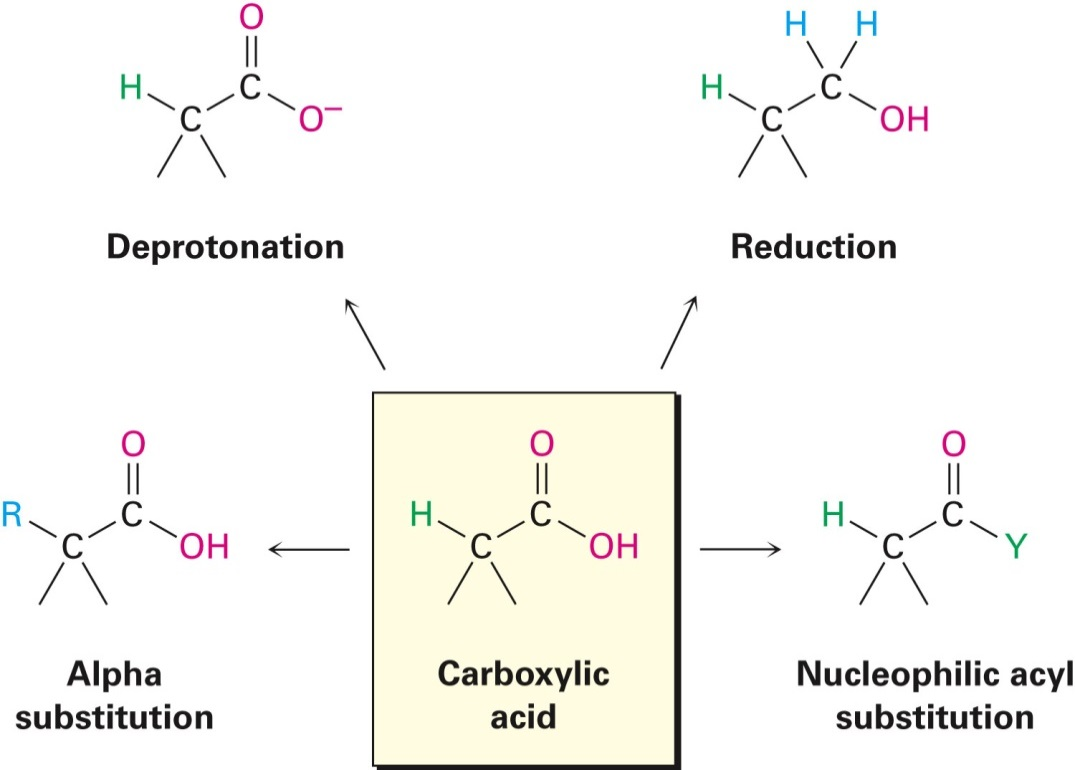 O
H
C
C
O−
Deprotonation
H H
H
C
C
OH
Reduction
O
R
C
C
OH
Alpha
substitution
O
H
C
C
OH
Carboxylic
acid
O
H
C
C
Y
Nucleophilic acyl
substitution